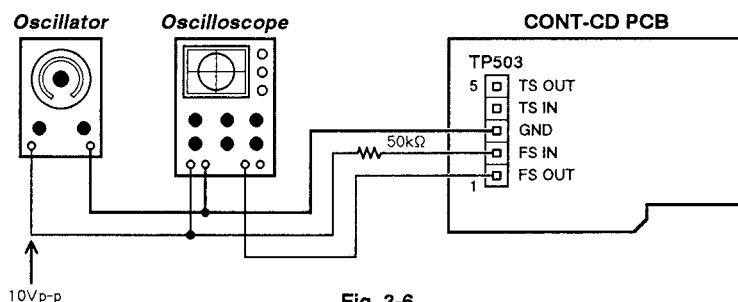 Oscillator
Oscilloscope
CONT-CD PCB
TP503
5
TS OUT
TS IN
GND
50kΩ
FS IN
FS OUT
1
10Vp-p
Fig. 3-6